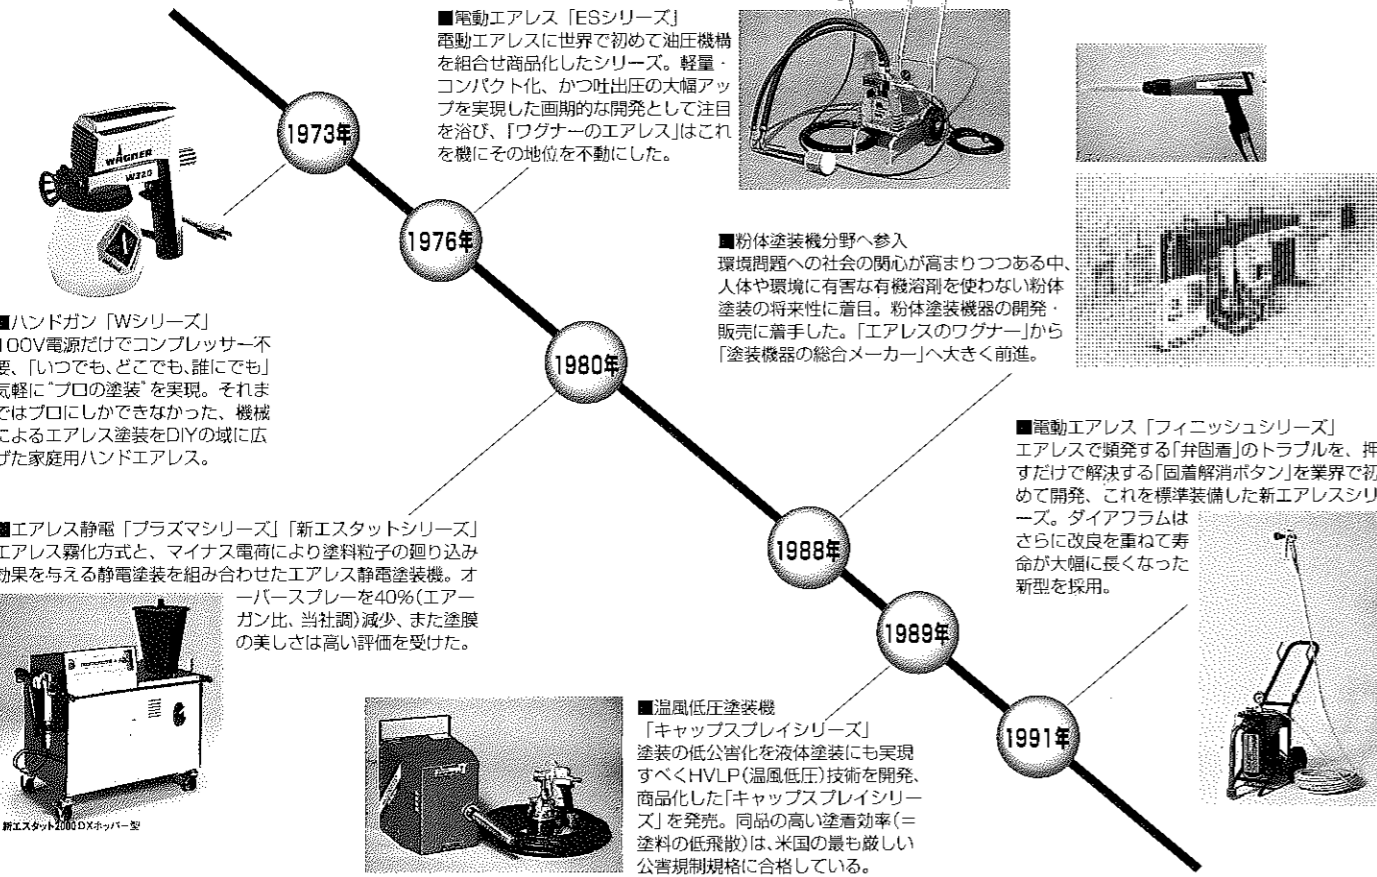 ■電動エアレス「ESシリーズ」
電動エアレスに世界で初めて油圧機構
を組合せ商品化したシリーズ。軽量・
コンパクト化、かつ吐出圧の大幅アッ
プを実現した画期的な開発として注目
を浴び、「ワグナーのエアレス」はこれ
を機にその地位を不動にした。
1973年
WAGNER
W320
1976年
■ハンドガン「Wシリーズ」
100V電源だけでコンプレッサー不
要、「いつでも、どこでも、誰にでも」
気軽に“プロの塗装”を実現。それま
ではプロにしかできなかった、機械
によるエアレス塗装をDIYの域に広
げた家庭用ハンドエアレス。
■粉体塗装機分野へ参入
環境問題への社会の関心が高まりつつある中、
人体や環境に有害な有機溶剤を使わない粉体
塗装の将来性に着目。粉体塗装機器の開発・
販売に着手した。「エアレスのワグナー」から
「塗装機器の総合メーカー」へ大きく前進。
1980年
■エアレス静電「プラズマシリーズ」「新エスタットシリーズ」
エアレス霧化方式と、マイナス電荷により塗料粒子の廻り込み
効果を与える静電塗装を組み合わせたエアレス静電塗装機。オ
ーバースプレーを40%(エアー
ガン比、当社調)減少、また塗膜
の美しさは高い評価を受けた。
新エスタット2000DXホッパー型
■電動エアレス「フィニッシュシリーズ」
エアレスで頻発する「弁固着」のトラブルを、押
すだけで解決する「固着解消ボタン」を業界で初
めて開発、これを標準装備した新エアレスシリ
ーズ。ダイアフラムは
さらに改良を重ねて寿
命が大幅に長くなった
新型を採用。
1988年
1989年
■温風低圧塗装機
「キャップスプレイシリーズ」
塗装の低公害化を液体塗装にも実現
すべくHVLP(温風低圧)技術を開発、
商品化した「キャップスプレイシリー
ズ」を発売。同品の高い塗着効率(=
塗料の低飛散)は、米国の最も厳しい
公害規制規格に合格している。
1991年